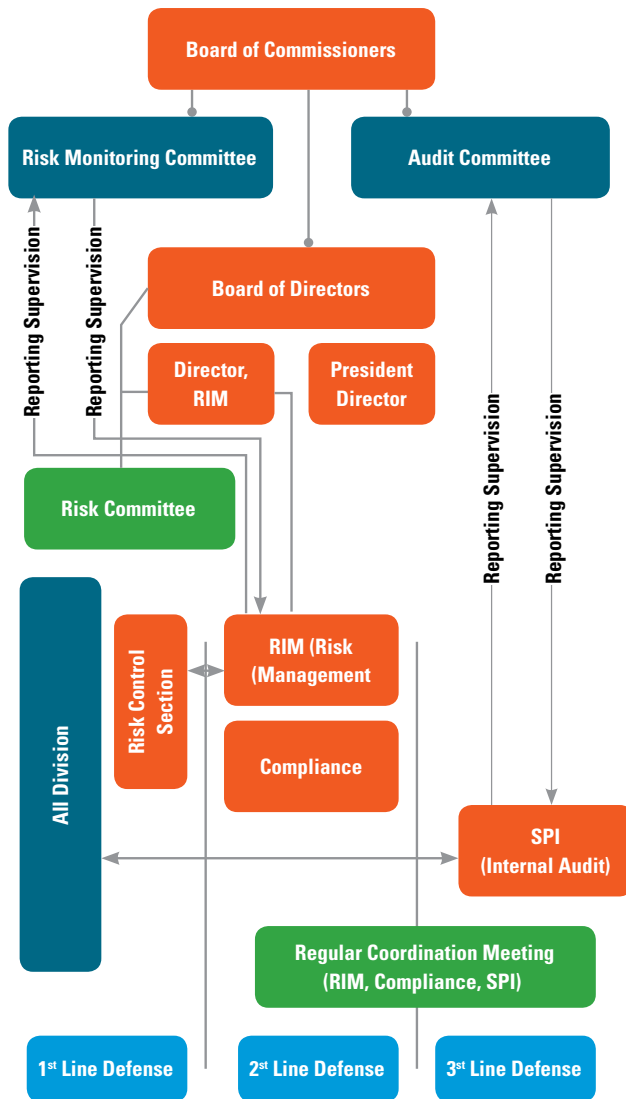 Board of Commissioners
Risk Monitoring Committee
Audit Committee
Reporting Supervision
Reporting Supervision
Reporting Supervision
Reporting Supervision
Board of Directors
Director,
RIM
President
Director
Risk Committee
All Division
Risk Control
Section
RIM (Risk
(Management
Compliance
SPI
(Internal Audit)
Regular Coordination Meeting
(RIM, Compliance, SPI)
1st Line Defense
2st Line Defense
3st Line Defense